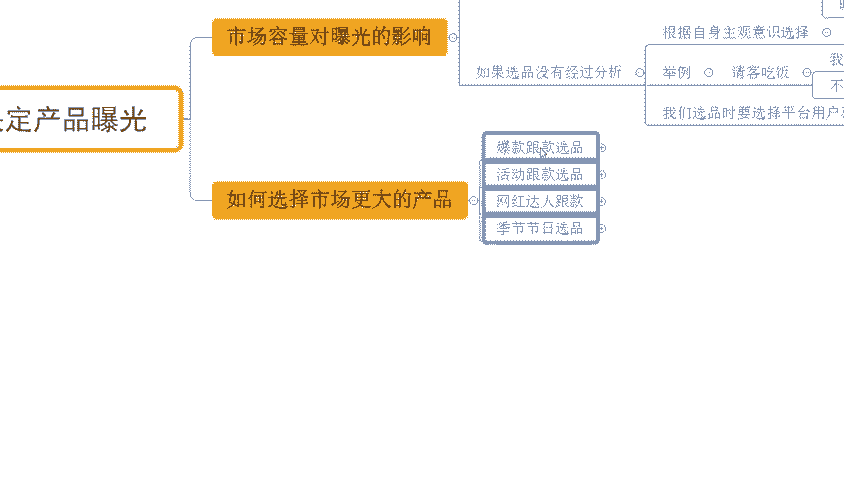 市场容量对曝光的影响
根据自身主观意识选择
如果选品没有经过分析
举例
请客吃饭
我
不
我们选品时要选择平台用户
定产品曝光
如何选择市场更大的产品
爆款跟款选品
活动跟款选品
网红达人跟款
季节节日选品